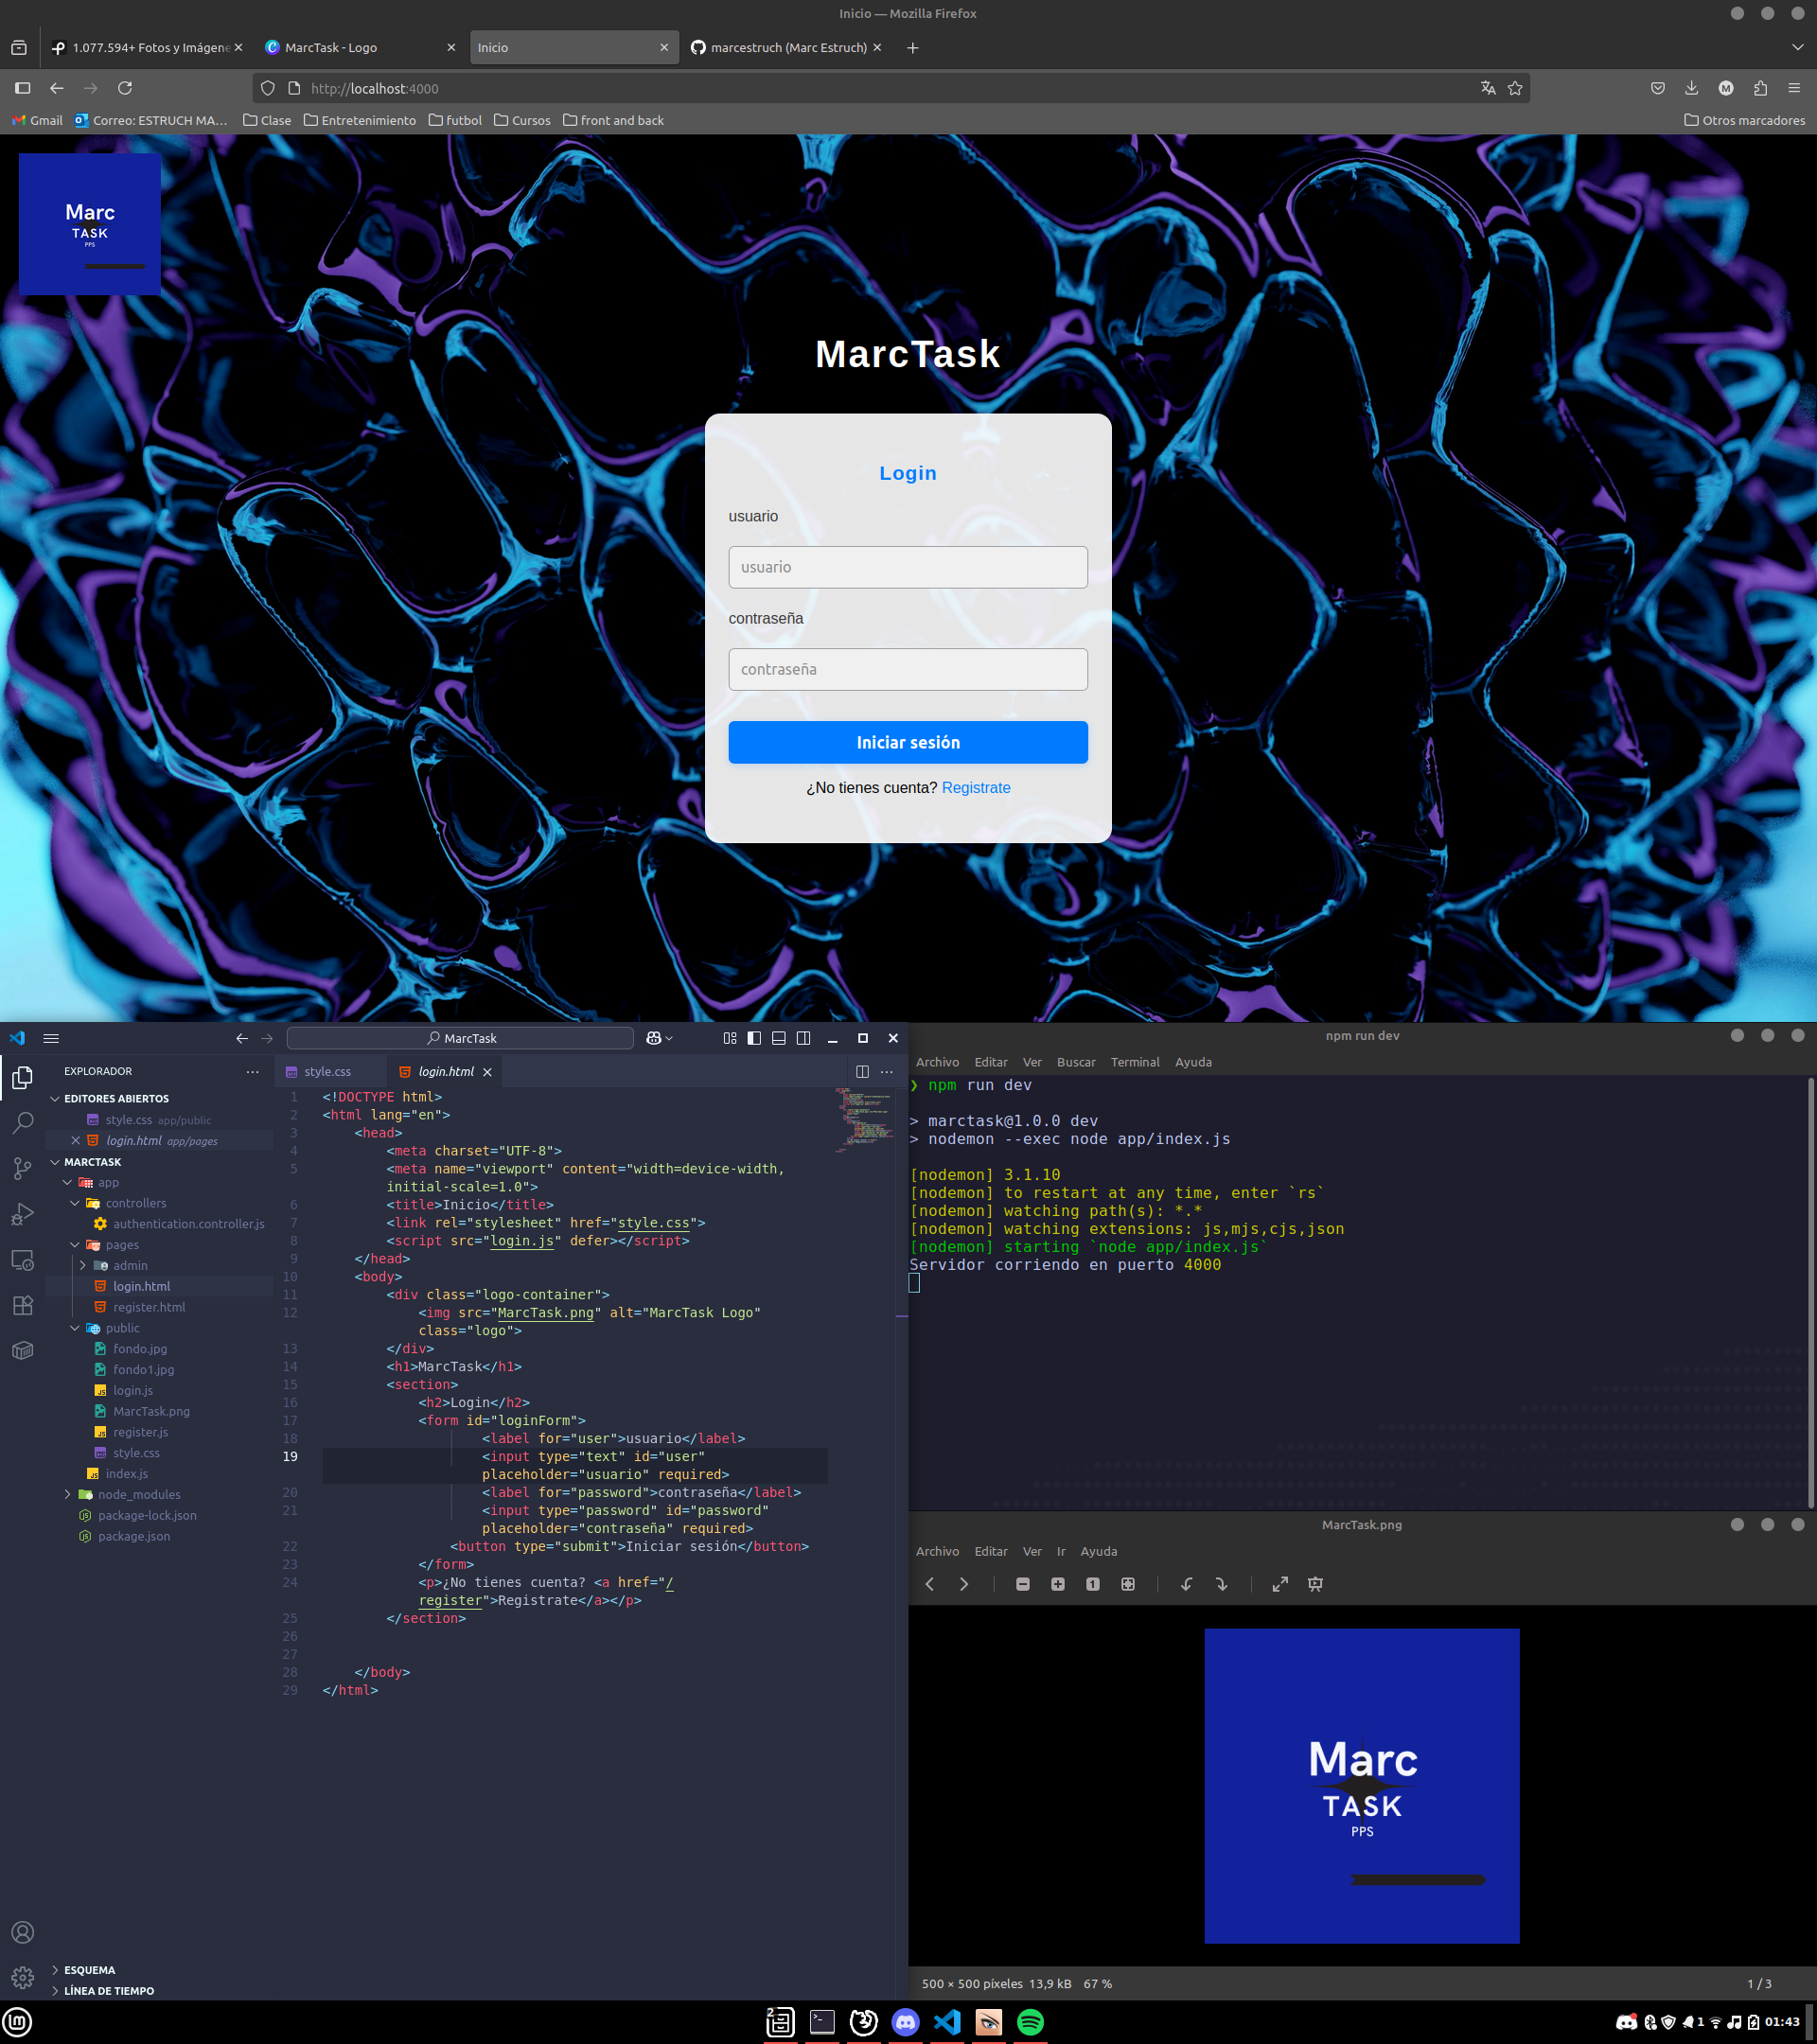 Inicio — Mozilla Firefox
1.077.594+ Fotos y Imágene
MarcTask - Logo
Inicio
marcestruch (Marc Estruch)
http://localhost:4000
Gmail
Correo: ESTRUCH MA...
Clase
Entretenimiento
futbol
Cursos
front and back
Otros marcadores
Marc
TASK
PPS
MarcTask
Login
usuario
usuario
contraseña
contraseña
Iniciar sesión
¿No tienes cuenta? Registrate
MarcTask
EXPLORADOR
EDITORES ABIERTOS
style.css app/public
login.html app/pages
MARCTASK
app
controllers
authentication.controller.js
pages
admin
login.html
register.html
public
fondo.jpg
fondo1.jpg
login.js
MarcTask.png
register.js
style.css
index.js
node_modules
package-lock.json
package.json
ESQUEMA
LÍNEA DE TIEMPO
style.css
login.html
1 <!DOCTYPE html>
2 <html lang="en">
3 <head>
4 <meta charset="UTF-8">
5 <meta name="viewport" content="width=device-width,
initial-scale=1.0">
6 <title>Inicio</title>
7 <link rel="stylesheet" href="style.css">
8 <script src="login.js" defer></script>
9 </head>
10 <body>
11 <div class="logo-container">
12 <img src="MarcTask.png" alt="MarcTask Logo"
class="logo">
13 </div>
14 <h1>MarcTask</h1>
15 <section>
16 <h2>Login</h2>
17 <form id="loginForm">
18 <label for="user">usuario</label>
19 <input type="text" id="user"
placeholder="usuario" required>
20 <label for="password">contraseña</label>
21 <input type="password" id="password"
placeholder="contraseña" required>
22 <button type="submit">Iniciar sesión</button>
23 </form>
24 <p>¿No tienes cuenta? <a href="/
register">Registrate</a></p>
25 </section>
26
27
28 </body>
29 </html>
npm run dev
Archivo Editar Ver Buscar Terminal Ayuda
❯ npm run dev
> marctask@1.0.0 dev
> nodemon --exec node app/index.js
[nodemon] 3.1.10
[nodemon] to restart at any time, enter `rs`
[nodemon] watching path(s): *.*
[nodemon] watching extensions: js,mjs,cjs,json
[nodemon] starting `node app/index.js`
Servidor corriendo en puerto 4000
MarcTask.png
Archivo Editar Ver Ir Ayuda
Marc
TASK
PPS
500 × 500 píxeles 13,9 kB 67 %
1 / 3
2
1
01:43